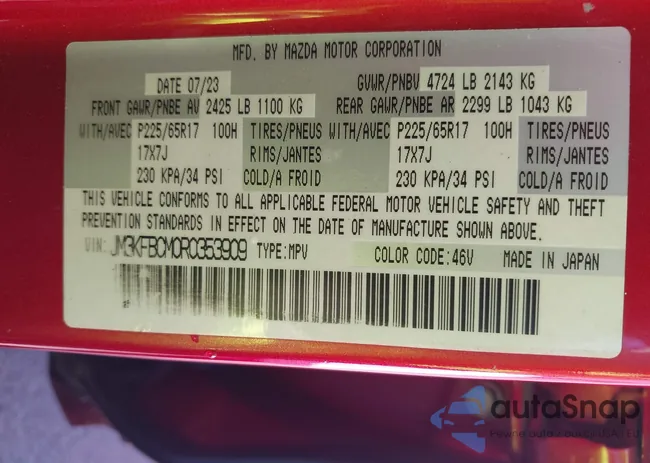 MFD. BY MAZDA MOTOR CORPORATION
DATE 07/23 GVWR/PNBV 4724 LB 2143 KG
FRONT GAWR/PNBE AV 2425 LB 1100 KG REAR GAWR/PNBE AR 2299 LB 1043 KG
WITH/AVEC P225/65R17 100H TIRES/PNEUS WITH/AVEC P225/65R17 100H TIRES/PNEUS
17X7J RIMS/JANTES 17X7J RIMS/JANTES
230 KPA/34 PSI COLD/A FROID 230 KPA/34 PSI COLD/A FROID
THIS VEHICLE CONFORMS TO ALL APPLICABLE FEDERAL MOTOR VEHICLE SAFETY AND THEFT
PREVENTION STANDARDS IN EFFECT ON THE DATE OF MANUFACTURE SHOWN ABOVE.
VIN: JM3KFBCM0R0353909 TYPE:MPV COLOR CODE:46V MADE IN JAPAN
autoSnap